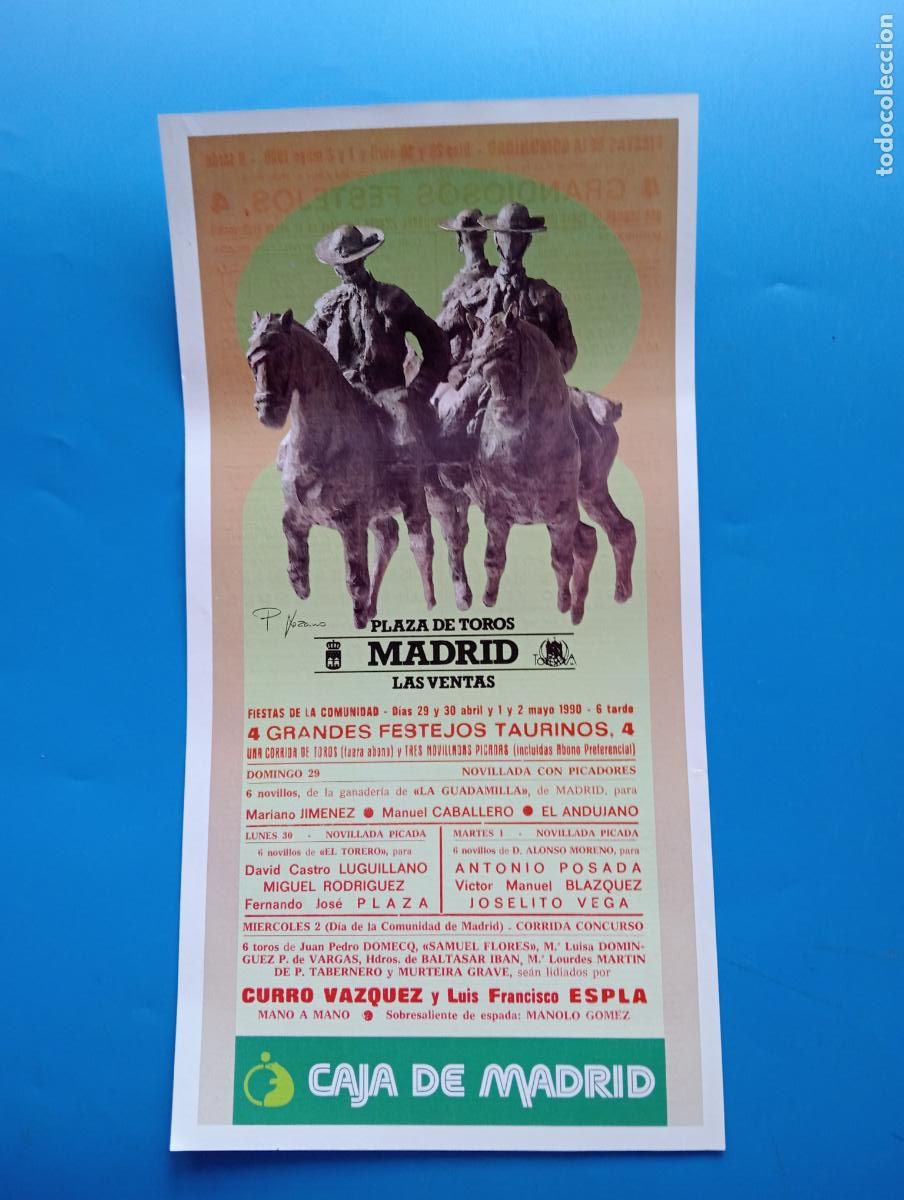 todocoleccion
PLAZA DE TOROS
MADRID
LAS VENTAS
FIESTAS DE LA COMUNIDAD - Días 29 y 30 abril y 1 y 2 mayo 1990 - 6 tarde
4 GRANDES FESTEJOS TAURINOS, 4
UNA CORRIDA DE TOROS (fuera abono) y TRES NOVILLADAS PICADAS (incluidas Abono Preferencial)
DOMINGO 29 NOVILLADA CON PICADORES
6 novillos, de la ganadería de «LA GUADAMILLA», de MADRID, para
Mariano JIMENEZ ● Manuel CABALLERO ● EL ANDUJANO
LUNES 30 - NOVILLADA PICADA
6 novillos de «EL TORERO», para
David Castro LUGUILLANO
MIGUEL RODRIGUEZ
Fernando José PLAZA
MARTES 1 - NOVILLADA PICADA
6 novillos de D. ALONSO MORENO, para
ANTONIO POSADA
Víctor Manuel BLAZQUEZ
JOSELITO VEGA
MIERCOLES 2 (Día de la Comunidad de Madrid) - CORRIDA CONCURSO
6 toros de Juan Pedro DOMECQ, «SAMUEL FLORES», M.ª Luisa DOMIN-
GUEZ P. de VARGAS, Hdros. de BALTASAR IBAN, M.ª Lourdes MARTIN
DE P. TABERNERO y MURTEIRA GRAVE, seán lidiados por
CURRO VAZQUEZ y Luis Francisco ESPLA
MANO A MANO ● Sobresaliente de espada: MANOLO GOMEZ
CAJA DE MADRID